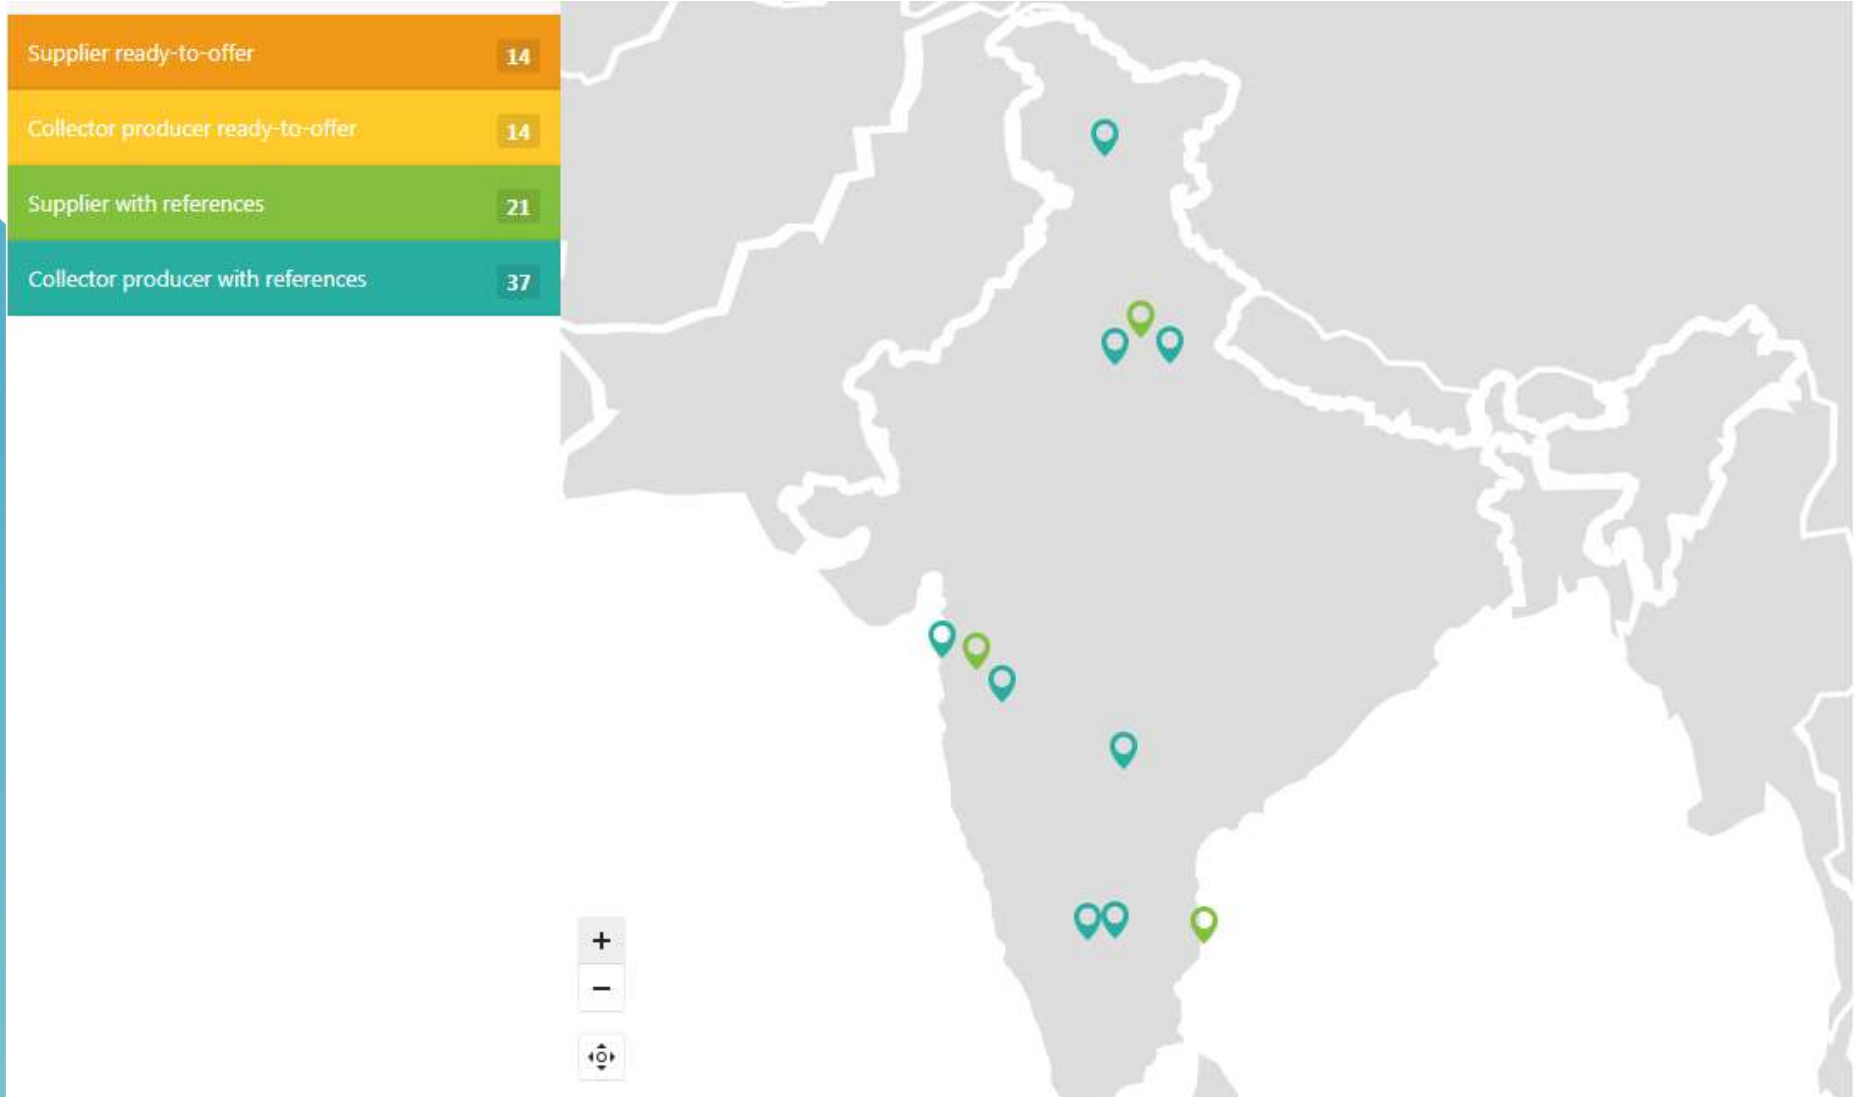 Supplier ready-to-offer 14
Collector producer ready-to-offer 14
Supplier with references 21
Collector producer with references 37
+
−